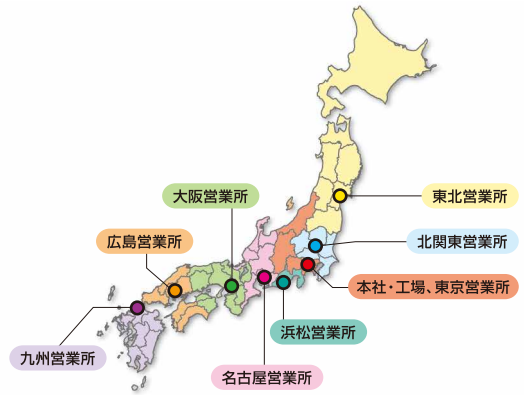 大阪営業所
東北営業所
広島営業所
北関東営業所
本社・工場、東京営業所
浜松営業所
九州営業所
名古屋営業所